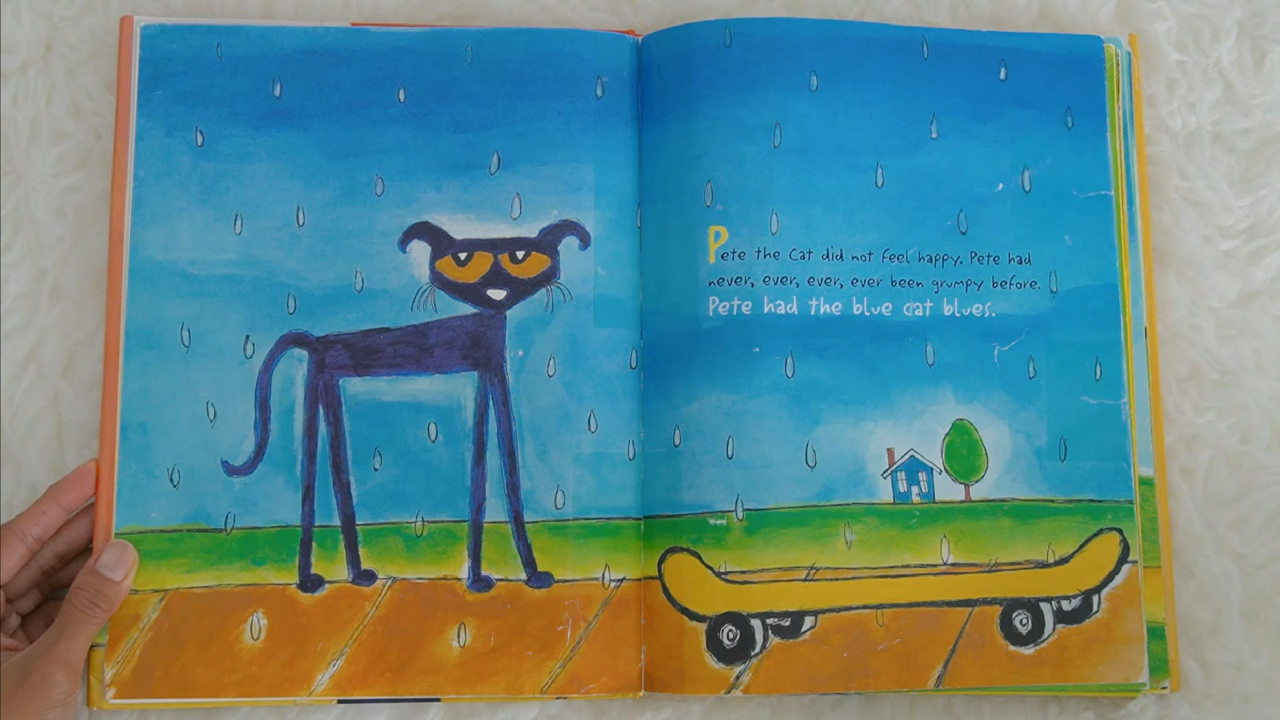 Pete the Cat did not feel happy. Pete had
never, ever, ever, ever been grumpy before.
Pete had the blue cat blues.